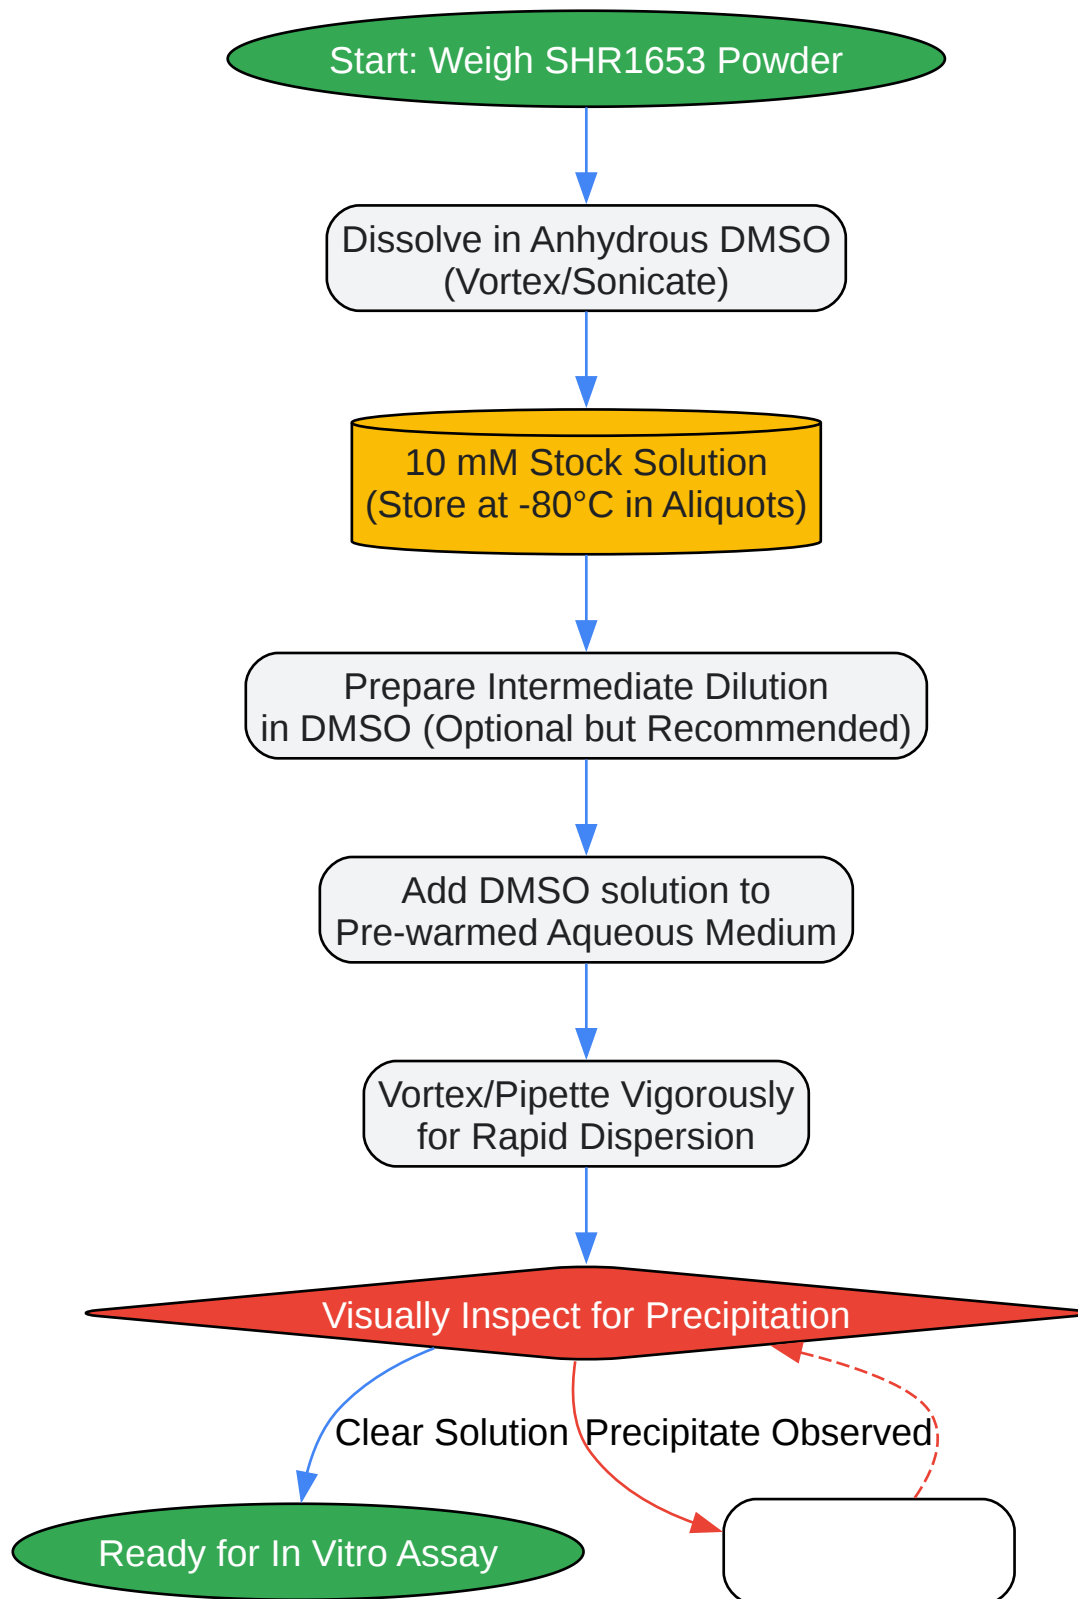 Start: Weigh SHR1653 Powder
Dissolve in Anhydrous DMSO
(Vortex/Sonicate)
10 mM Stock Solution
(Store at -80°C in Aliquots)
Prepare Intermediate Dilution
in DMSO (Optional but Recommended)
Add DMSO solution to
Pre-warmed Aqueous Medium
Vortex/Pipette Vigorously
for Rapid Dispersion
Visually Inspect for Precipitation
Clear Solution
Precipitate Observed
Ready for In Vitro Assay